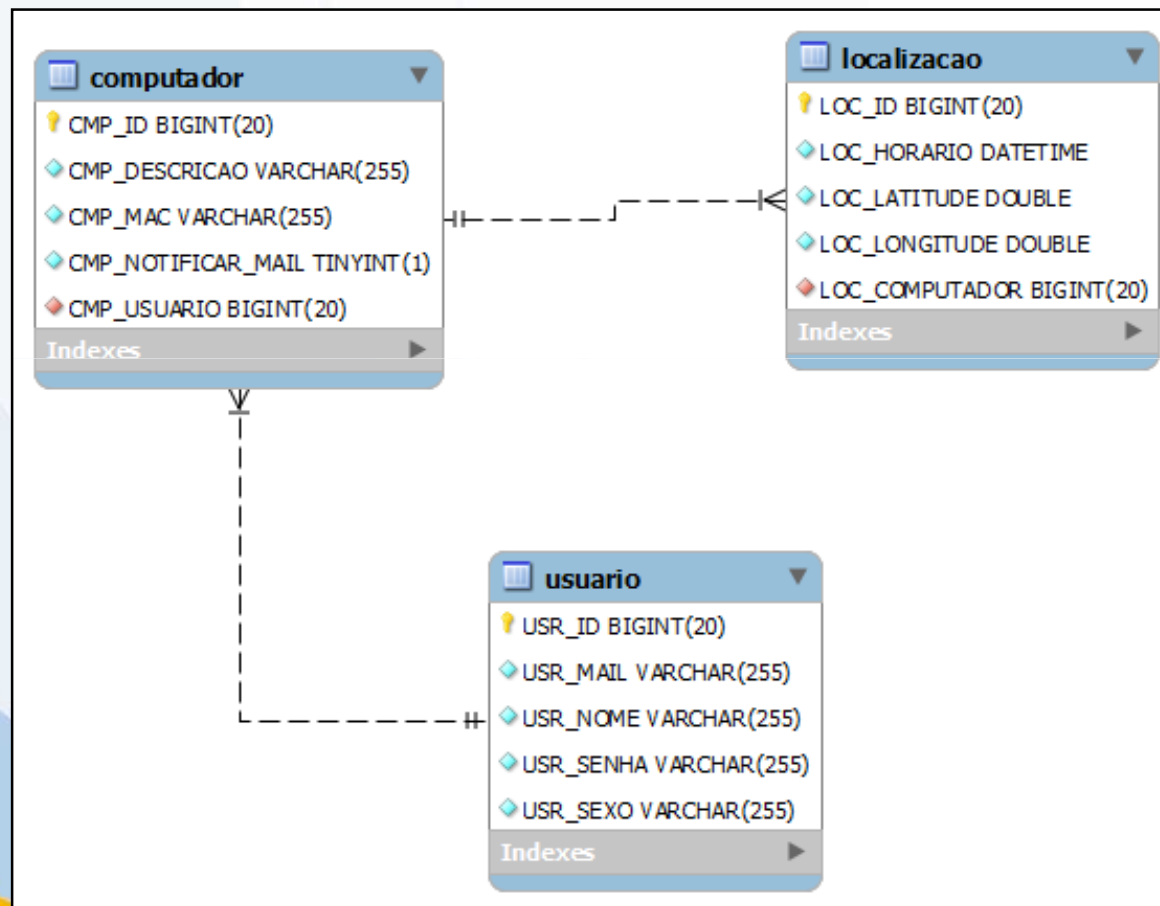 computador
CMP_ID BIGINT(20)
CMP_DESCRICAO VARCHAR(255)
CMP_MAC VARCHAR(255)
CMP_NOTIFICAR_MAIL TINYINT(1)
CMP_USUARIO BIGINT(20)
Indexes
localizacao
LOC_ID BIGINT(20)
LOC_HORARIO DATETIME
LOC_LATITUDE DOUBLE
LOC_LONGITUDE DOUBLE
LOC_COMPUTADOR BIGINT(20)
Indexes
usuario
USR_ID BIGINT(20)
USR_MAIL VARCHAR(255)
USR_NOME VARCHAR(255)
USR_SENHA VARCHAR(255)
USR_SEXO VARCHAR(255)
Indexes